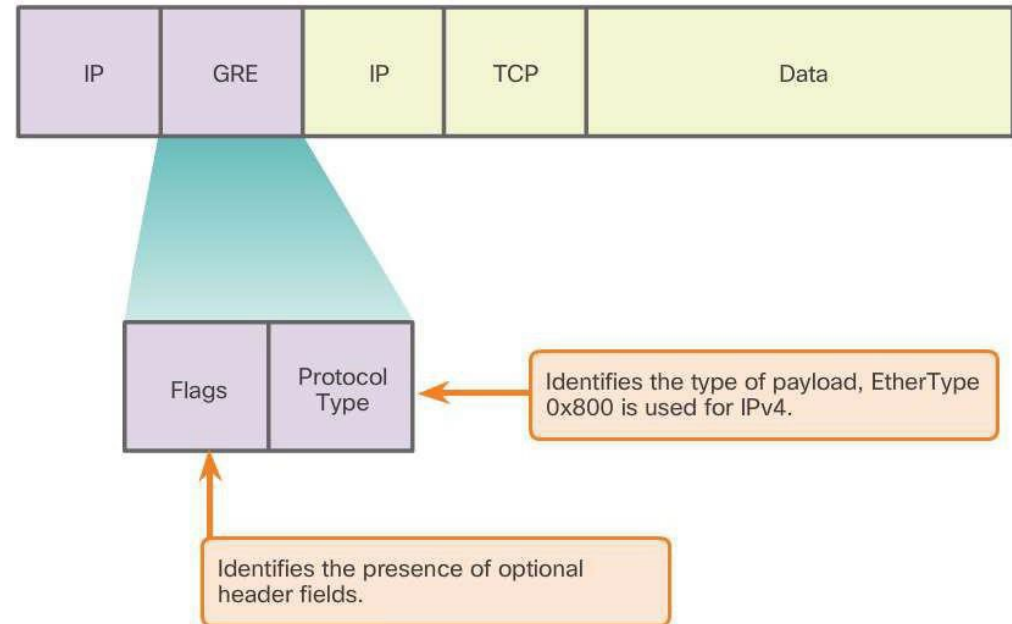 IP GRE IP TCP Data
Flags
Protocol
Type
Identifies the type of payload, EtherType
0x800 is used for IPv4.
Identifies the presence of optional
header fields.